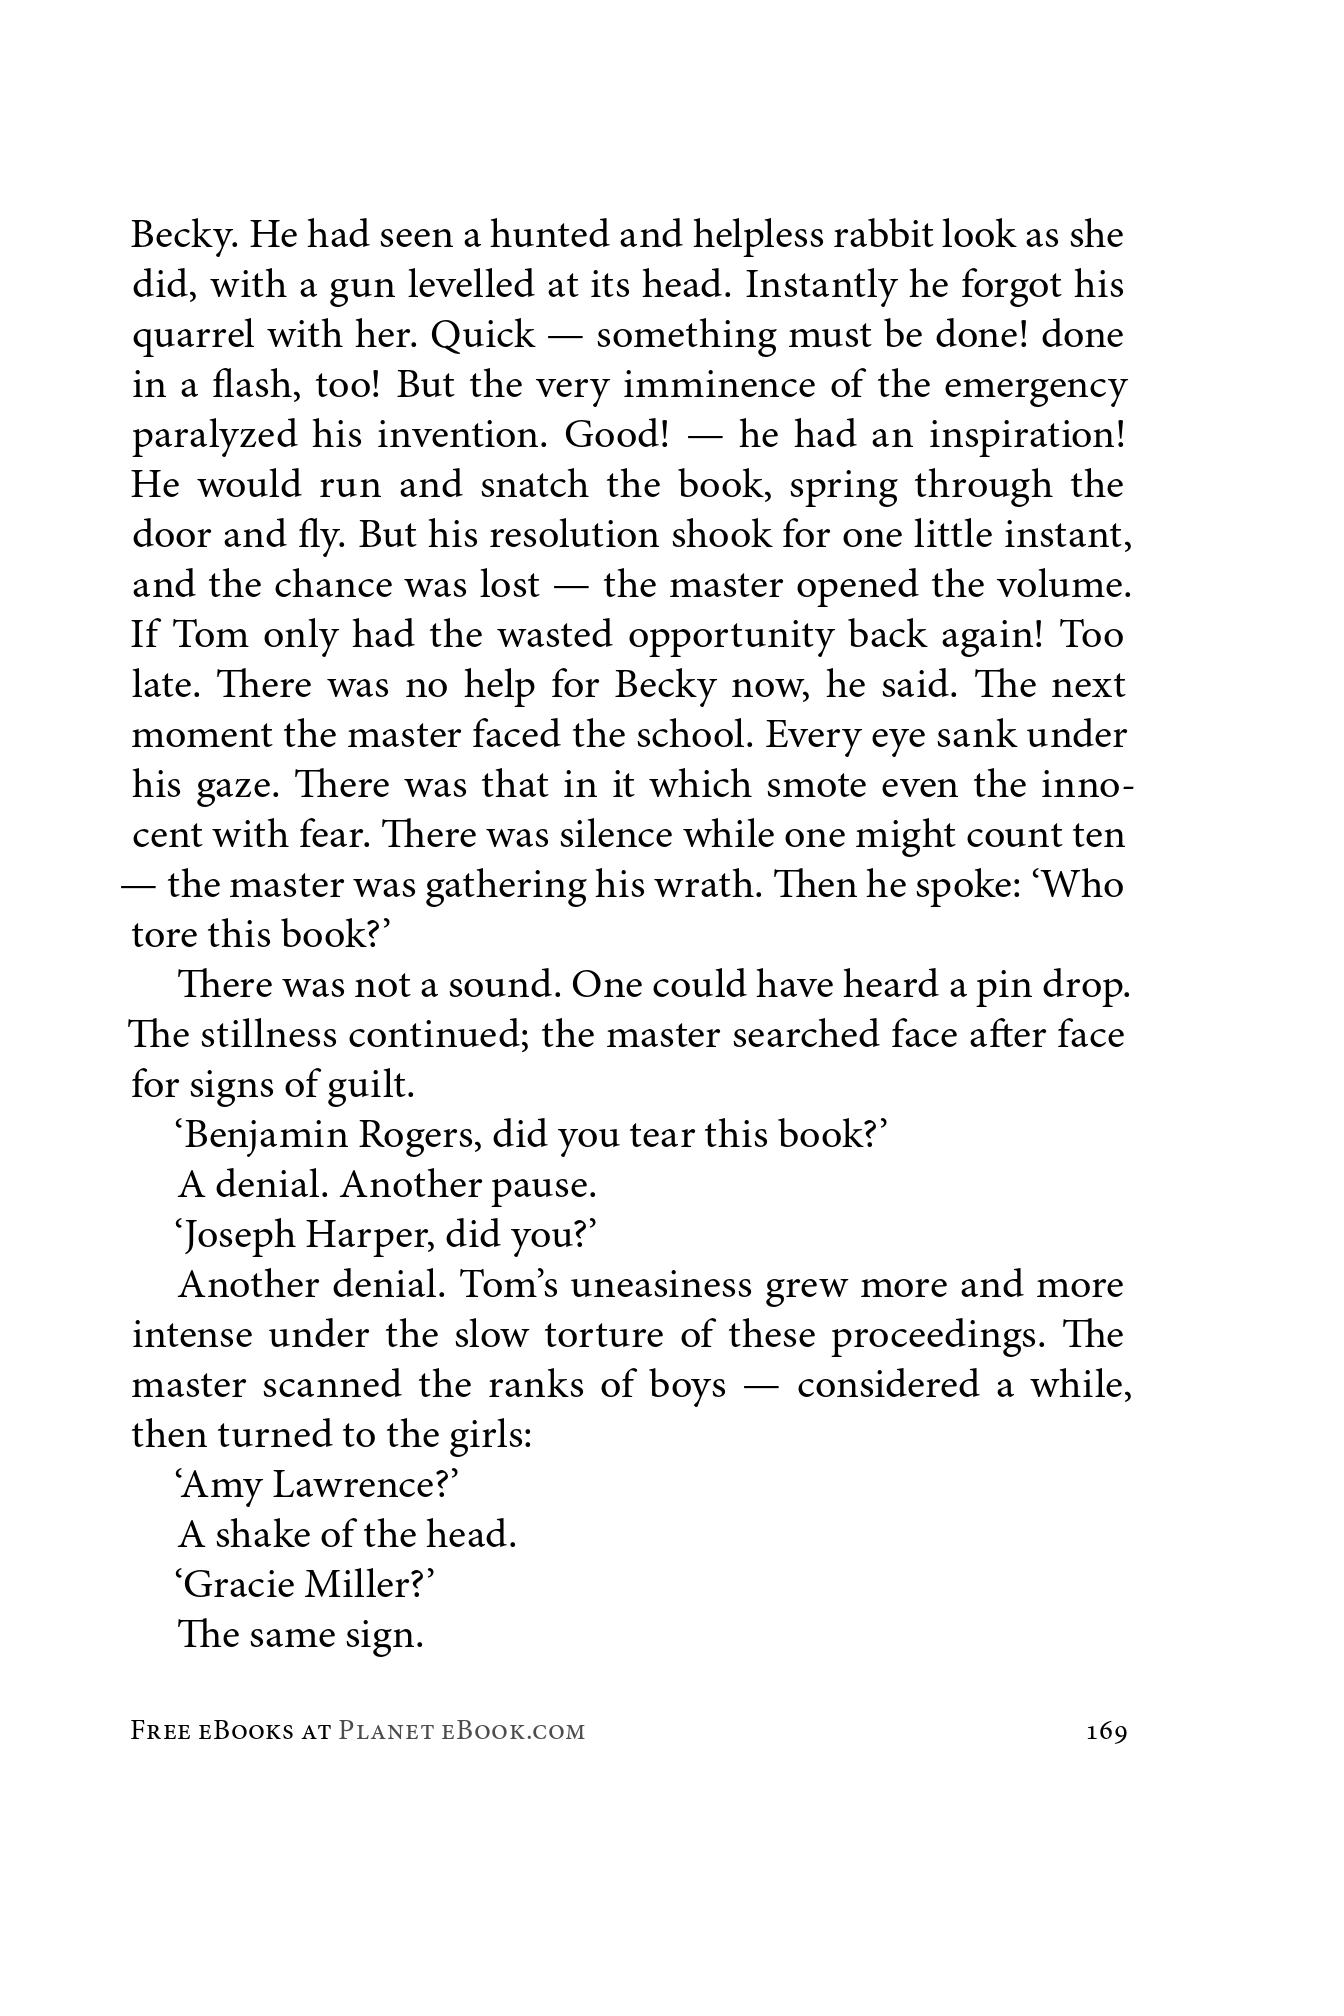 Becky. He had seen a hunted and helpless rabbit look as she
did, with a gun levelled at its head. Instantly he forgot his
quarrel with her. Quick — something must be done! done
in a flash, too! But the very imminence of the emergency
paralyzed his invention. Good! — he had an inspiration!
He would run and snatch the book, spring through the
door and fly. But his resolution shook for one little instant,
and the chance was lost — the master opened the volume.
If Tom only had the wasted opportunity back again! Too
late. There was no help for Becky now, he said. The next
moment the master faced the school. Every eye sank under
his gaze. There was that in it which smote even the inno-
cent with fear. There was silence while one might count ten
— the master was gathering his wrath. Then he spoke: ‘Who
tore this book?’
There was not a sound. One could have heard a pin drop.
The stillness continued; the master searched face after face
for signs of guilt.
‘Benjamin Rogers, did you tear this book?’
A denial. Another pause.
‘Joseph Harper, did you?’
Another denial. Tom’s uneasiness grew more and more
intense under the slow torture of these proceedings. The
master scanned the ranks of boys — considered a while,
then turned to the girls:
‘Amy Lawrence?’
A shake of the head.
‘Gracie Miller?’
The same sign.
Free eBooks at Planet eBook.com 169